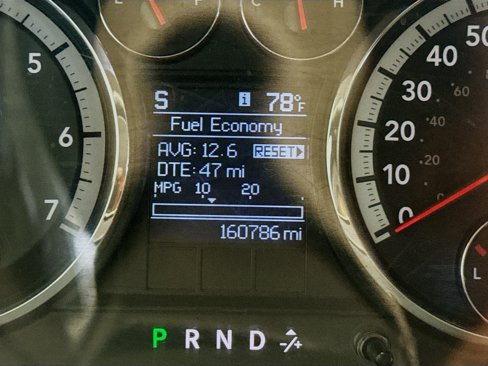 E F C H
5
6
7
S i 78°F
Fuel Economy
AVG: 12.6 RESET▶
DTE: 47 mi
MPG 10 20
160786 mi
P R N D -/+
50
40
60
30
20
40
10
20
0
0
L